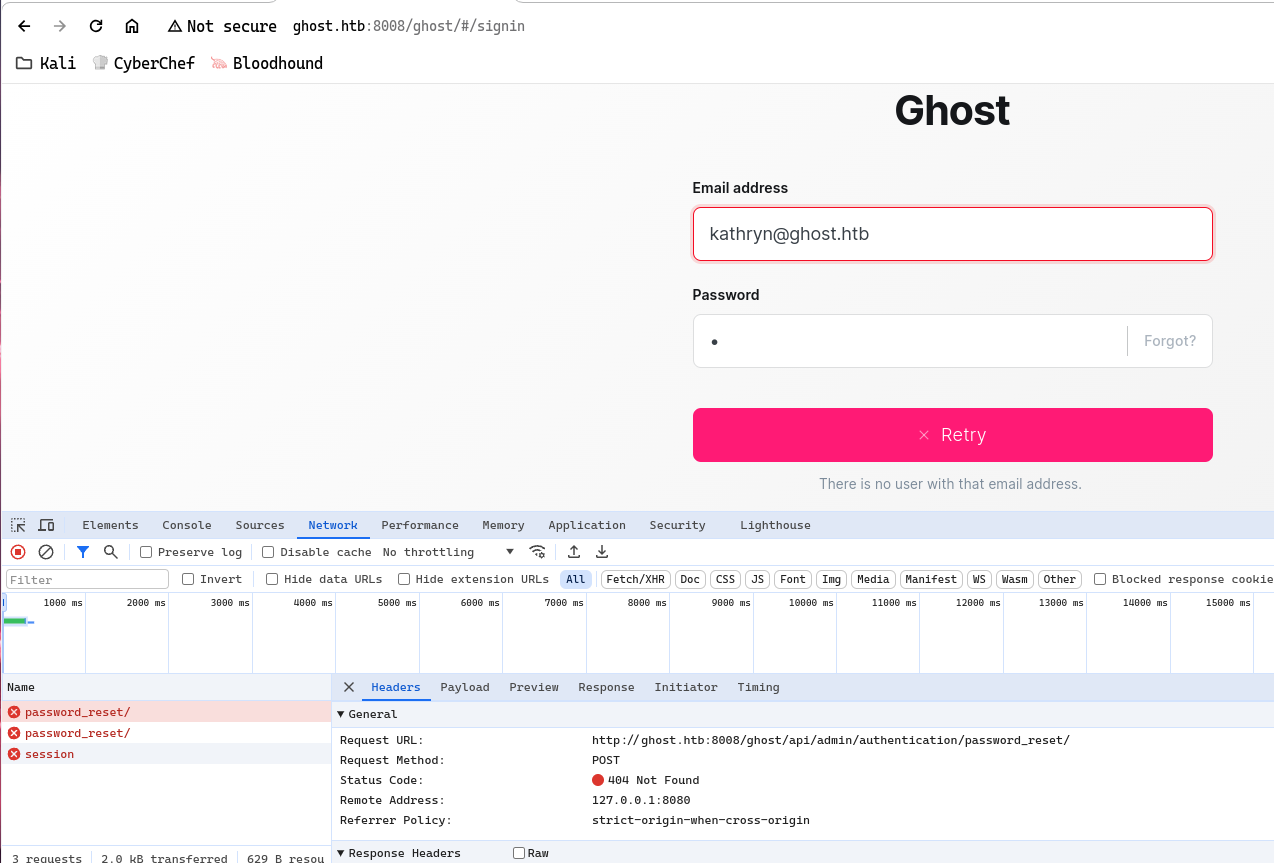 Not secure ghost.htb:8008/ghost/#/signin
Kali CyberChef Bloodhound
Ghost
Email address
kathryn@ghost.htb
Password
Forgot?
Retry
There is no user with that email address.
Elements Console Sources Network Performance Memory Application Security Lighthouse
Preserve log Disable cache No throttling
Filter Invert Hide data URLs Hide extension URLs All Fetch/XHR Doc CSS JS Font Img Media Manifest WS Wasm Other Blocked response cookie
1000 ms 2000 ms 3000 ms 4000 ms 5000 ms 6000 ms 7000 ms 8000 ms 9000 ms 10000 ms 11000 ms 12000 ms 13000 ms 14000 ms 15000 ms
Name
Headers Payload Preview Response Initiator Timing
password_reset/
password_reset/
session
General
Request URL: http://ghost.htb:8008/ghost/api/admin/authentication/password_reset/
Request Method: POST
Status Code: 404 Not Found
Remote Address: 127.0.0.1:8080
Referrer Policy: strict-origin-when-cross-origin
Response Headers Raw
3 requests 2.0 kB transferred 629 B resou